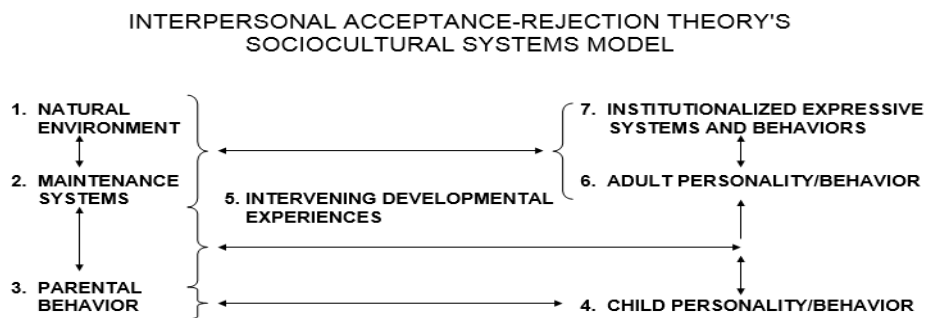 INTERPERSONAL ACCEPTANCE-REJECTION THEORY'S
SOCIOCULTURAL SYSTEMS MODEL
1. NATURAL
ENVIRONMENT
2. MAINTENANCE
SYSTEMS
3. PARENTAL
BEHAVIOR
5. INTERVENING DEVELOPMENTAL
EXPERIENCES
7. INSTITUTIONALIZED EXPRESSIVE
SYSTEMS AND BEHAVIORS
6. ADULT PERSONALITY/BEHAVIOR
4. CHILD PERSONALITY/BEHAVIOR